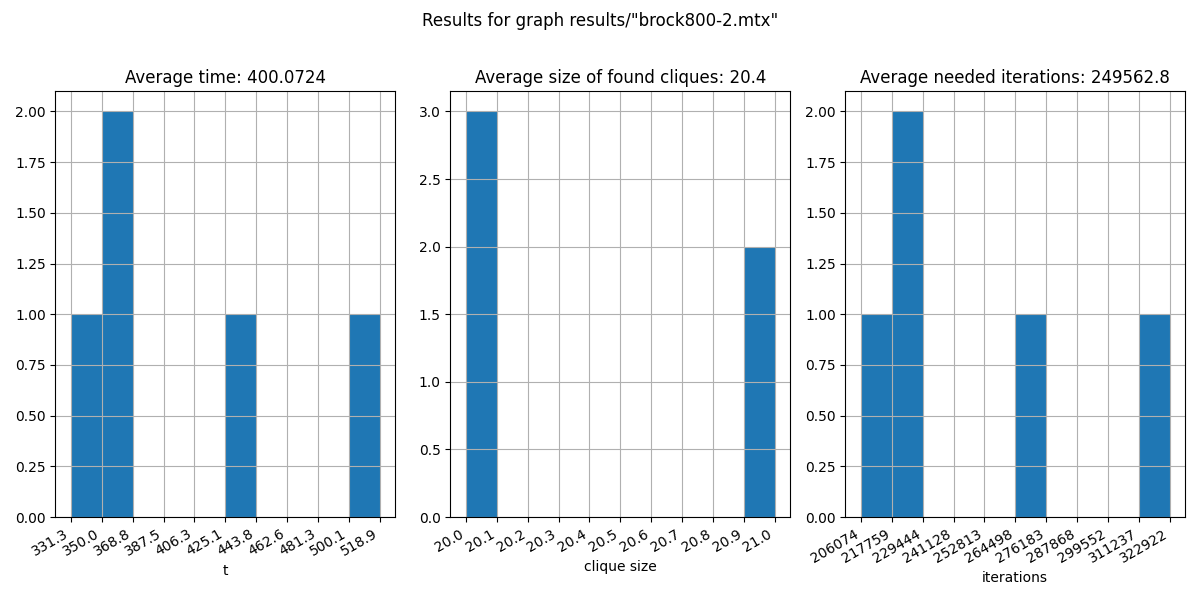 Results for graph results/"brock800-2.mtx"
Average time: 400.0724
2.00
1.75
1.50
1.25
1.00
0.75
0.50
0.25
0.00
331.3 350.0 368.8 387.5 406.3 425.1 443.8 462.6 481.3 500.1 518.9
t
Average size of found cliques: 20.4
3.0
2.5
2.0
1.5
1.0
0.5
0.0
20.0 20.1 20.2 20.3 20.4 20.5 20.6 20.7 20.8 20.9 21.0
clique size
Average needed iterations: 249562.8
2.00
1.75
1.50
1.25
1.00
0.75
0.50
0.25
0.00
206074 217759 229444 241128 252813 264498 276183 287868 299552 311237 322922
iterations